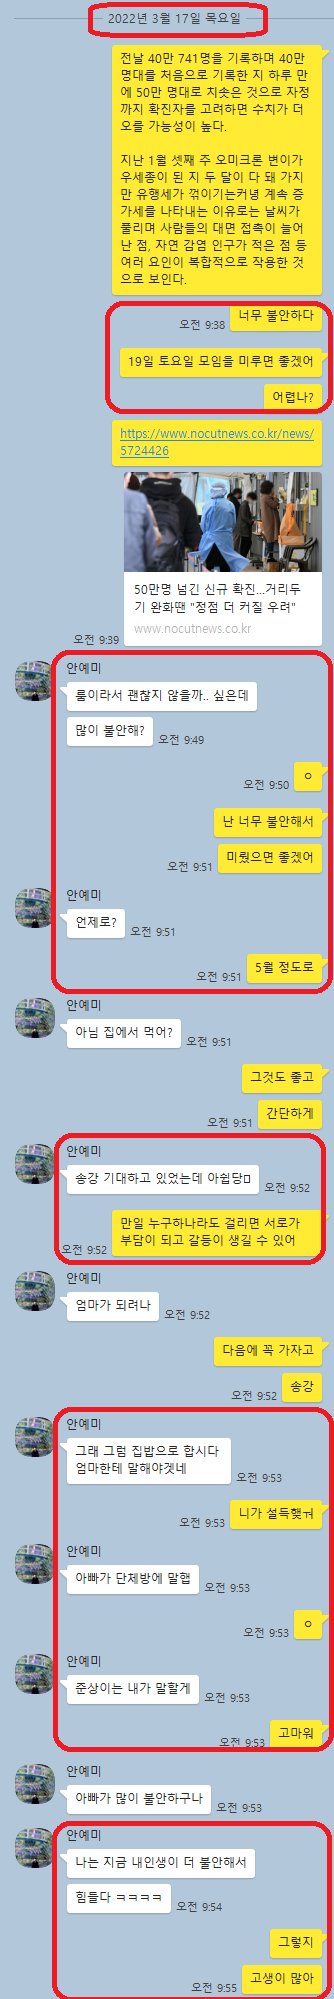 2022년 3월 17일 목요일
전날 40만 741명을 기록하며 40만
명대를 처음으로 기록한 지 하루 만
에 50만 명대로 치솟은 것으로 자정
까지 확진자를 고려하면 수치가 더
오를 가능성이 높다.
지난 1월 셋째 주 오미크론 변이가
우세종이 된 지 두 달이 다 돼 가지
만 유행세가 꺾이기는커녕 계속 증
가세를 나타내는 이유로는 날씨가
풀리며 사람들의 대면 접촉이 늘어
난 점, 자연 감염 인구가 적은 점 등
여러 요인이 복합적으로 작용한 것
으로 보인다.
오전 9:38 너무 불안하다
19일 토요일 모임을 미루면 좋겠어
어렵나?
https://www.nocutnews.co.kr/news/
5724426
50만명 넘긴 신규 확진...거리두
기 완화땐 "정점 더 커질 우려"
www.nocutnews.co.kr
오전 9:39
안예미
룸이라서 괜찮지 않을까.. 싶은데
많이 불안해? 오전 9:49
오전 9:50 ㅇ
난 너무 불안해서
오전 9:51 미뤘으면 좋겠어
안예미
언제로? 오전 9:51
오전 9:51 5월 정도로
안예미
아님 집에서 먹어? 오전 9:51
그것도 좋고
오전 9:51 간단하게
안예미
송강 기대하고 있었는데 아쉽당 오전 9:52
만일 누구하나라도 걸리면 서로가
오전 9:52 부담이 되고 갈등이 생길 수 있어
안예미
엄마가 되려나 오전 9:52
다음에 꼭 가자고
오전 9:52 송강
안예미
그래 그럼 집밥으로 합시다
엄마한테 말해야겟네 오전 9:53
오전 9:53 니가 설득햊ㅝ
안예미
아빠가 단체방에 말햅 오전 9:53
오전 9:53 ㅇ
안예미
준상이는 내가 말할게 오전 9:53
오전 9:53 고마워
안예미
아빠가 많이 불안하구나 오전 9:53
안예미
나는 지금 내인생이 더 불안해서
힘들다 ㅋㅋㅋㅋ 오전 9:54
그렇지
오전 9:55 고생이 많아